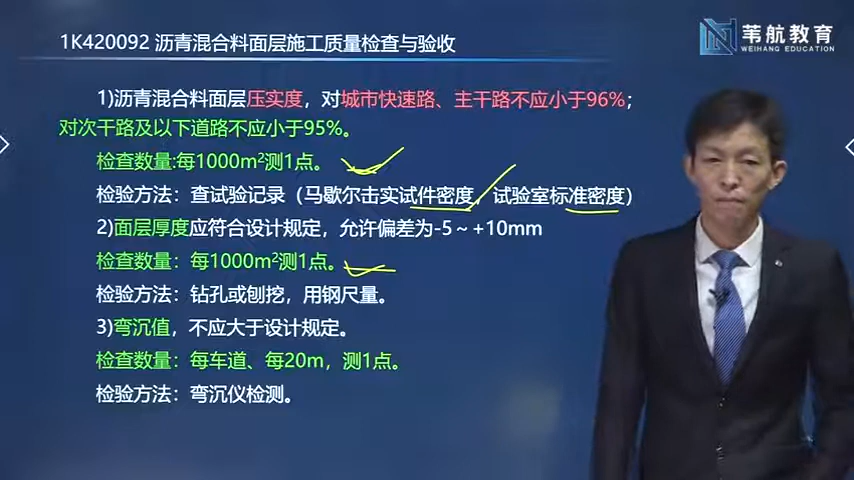 1K420092 沥青混合料面层施工质量检查与验收
苇航教育
WEIHANG EDUCATION
1)沥青混合料面层压实度，对城市快速路、主干路不应小于96%；
对次干路及以下道路不应小于95%。
检查数量:每1000m²测1点。
检验方法：查试验记录（马歇尔击实试件密度，试验室标准密度）
2)面层厚度应符合设计规定，允许偏差为-5～+10mm
检查数量：每1000m²测1点。
检验方法：钻孔或刨挖，用钢尺量。
3)弯沉值，不应大于设计规定。
检查数量：每车道、每20m，测1点。
检验方法：弯沉仪检测。